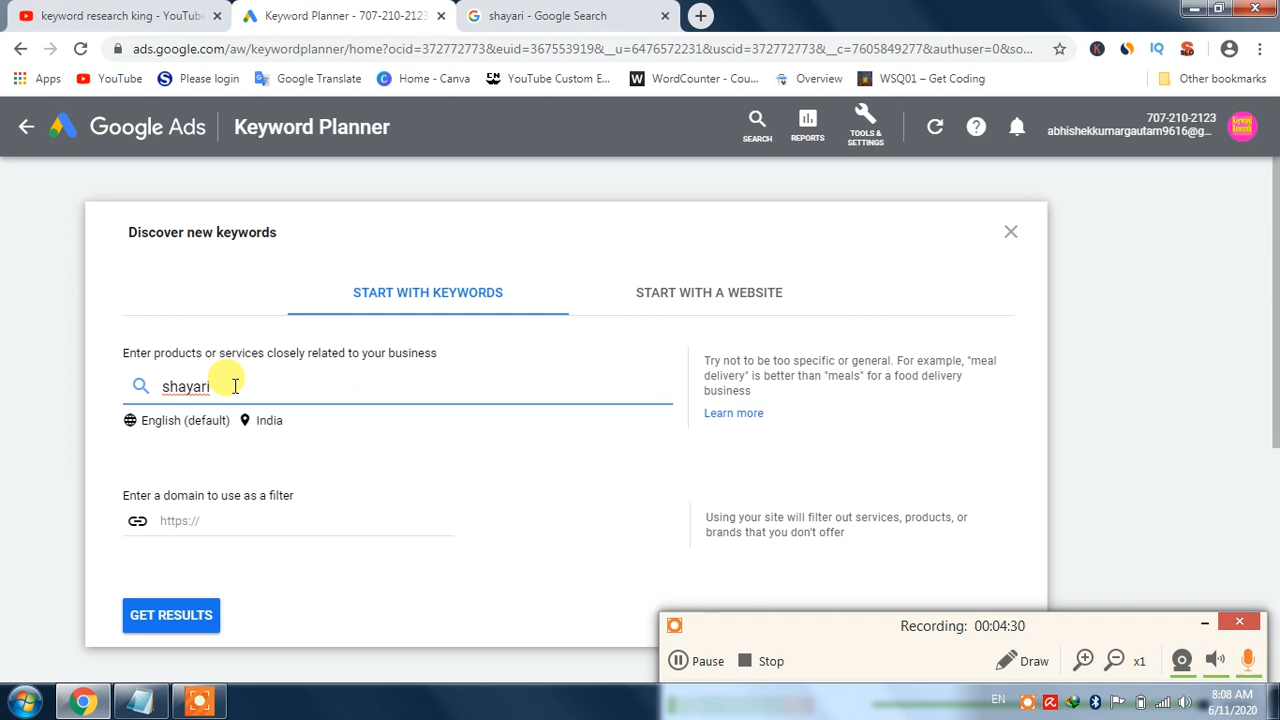 keyword research king - YouTube
Keyword Planner - 707-210-2123
shayari - Google Search
ads.google.com/aw/keywordplanner/home?ocid=372772773&euid=367553919&__u=6476572231&uscid=372772773&__c=7605849277&authuser=0&so...
Apps
YouTube
Please login
Google Translate
Home - Canva
YouTube Custom E...
WordCounter - Cou...
Overview
WSQ01 – Get Coding
Other bookmarks
Google Ads
Keyword Planner
SEARCH
REPORTS
TOOLS &
SETTINGS
707-210-2123
abhishekkumargautam9616@g...
Discover new keywords
START WITH KEYWORDS
START WITH A WEBSITE
Enter products or services closely related to your business
shayari
English (default)
India
Try not to be too specific or general. For example, "meal
delivery" is better than "meals" for a food delivery
business
Learn more
Enter a domain to use as a filter
https://
Using your site will filter out services, products, or
brands that you don't offer
GET RESULTS
Recording: 00:04:30
Pause
Stop
Draw
x1
EN
8:08 AM
6/11/2020